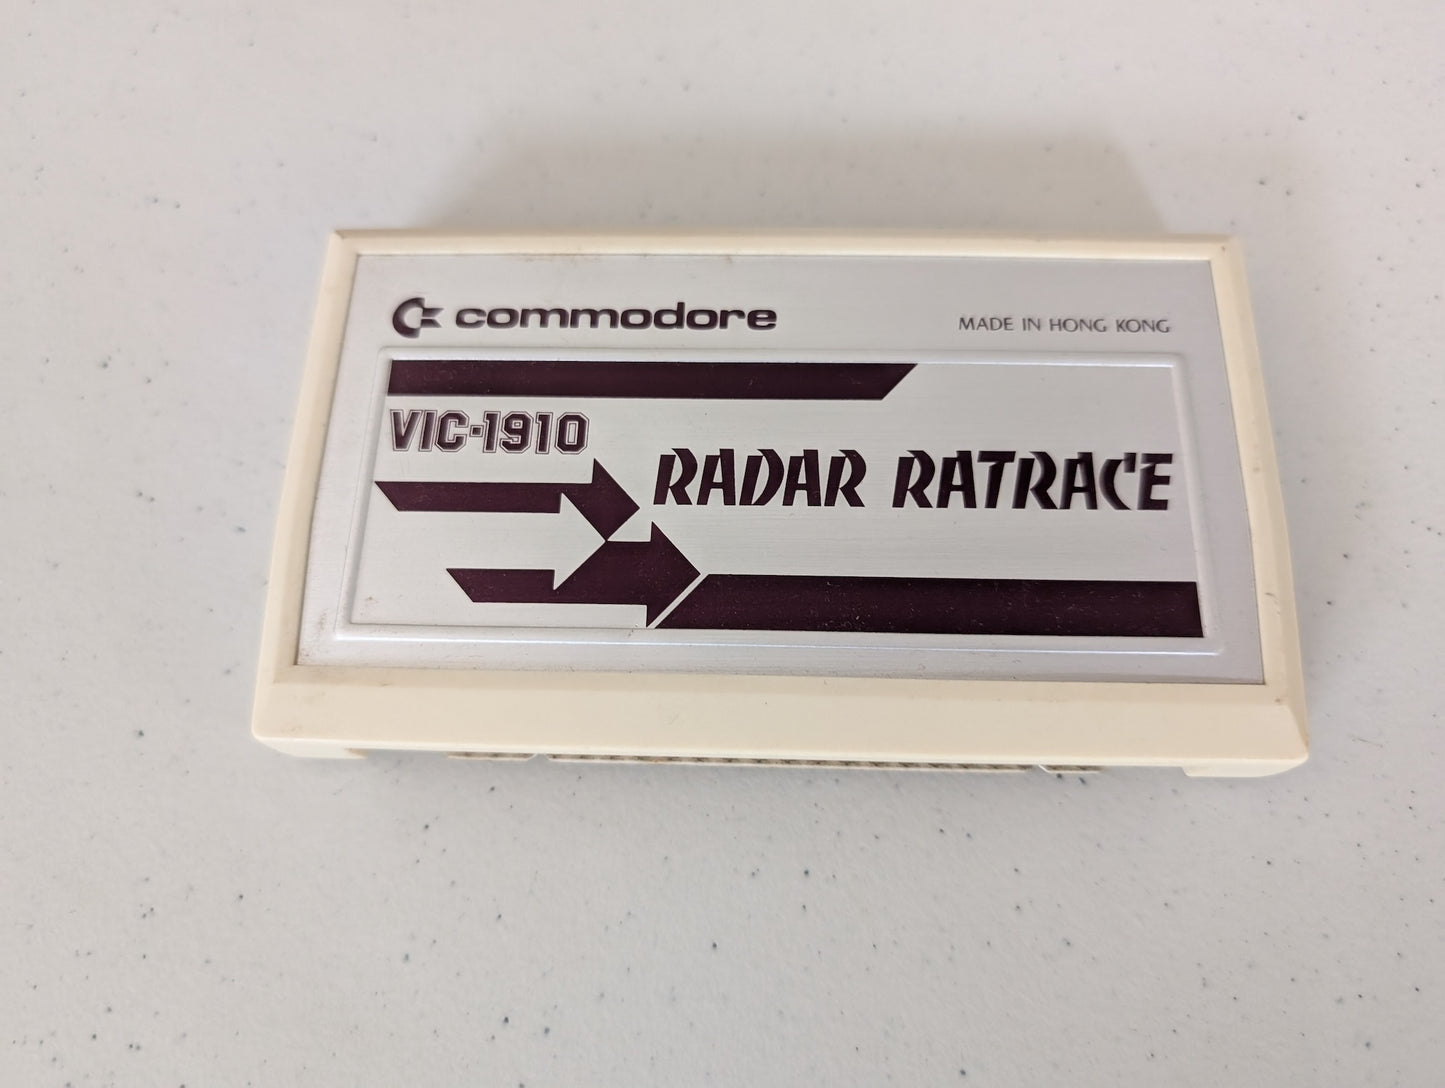 commodore
MADE IN HONG KONG
VIC-1910
RADAR RATRACE